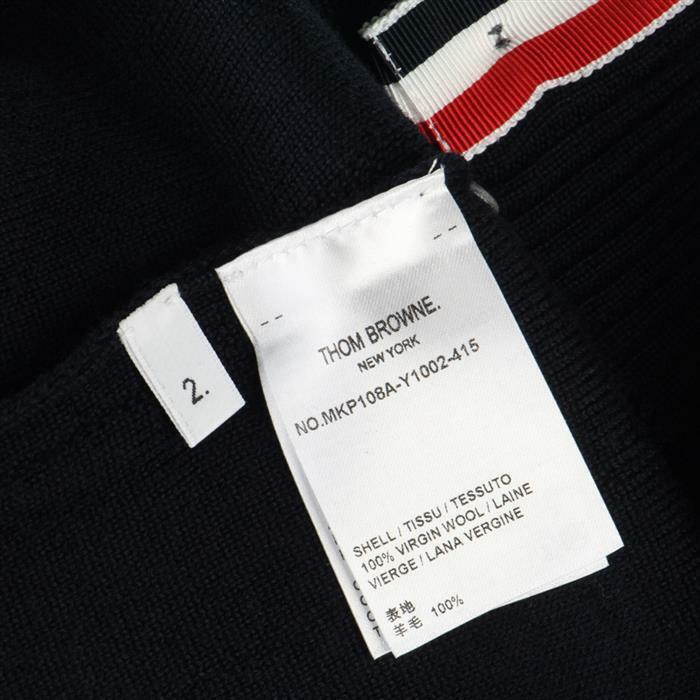 2.
THOM BROWNE.
NEW YORK
NO.MKP108A-Y1002-415
SHELL / TISSU / TESSUTO
100% VIRGIN WOOL / LAINE
VIERGE / LANA VERGINE
表地
羊毛 100%